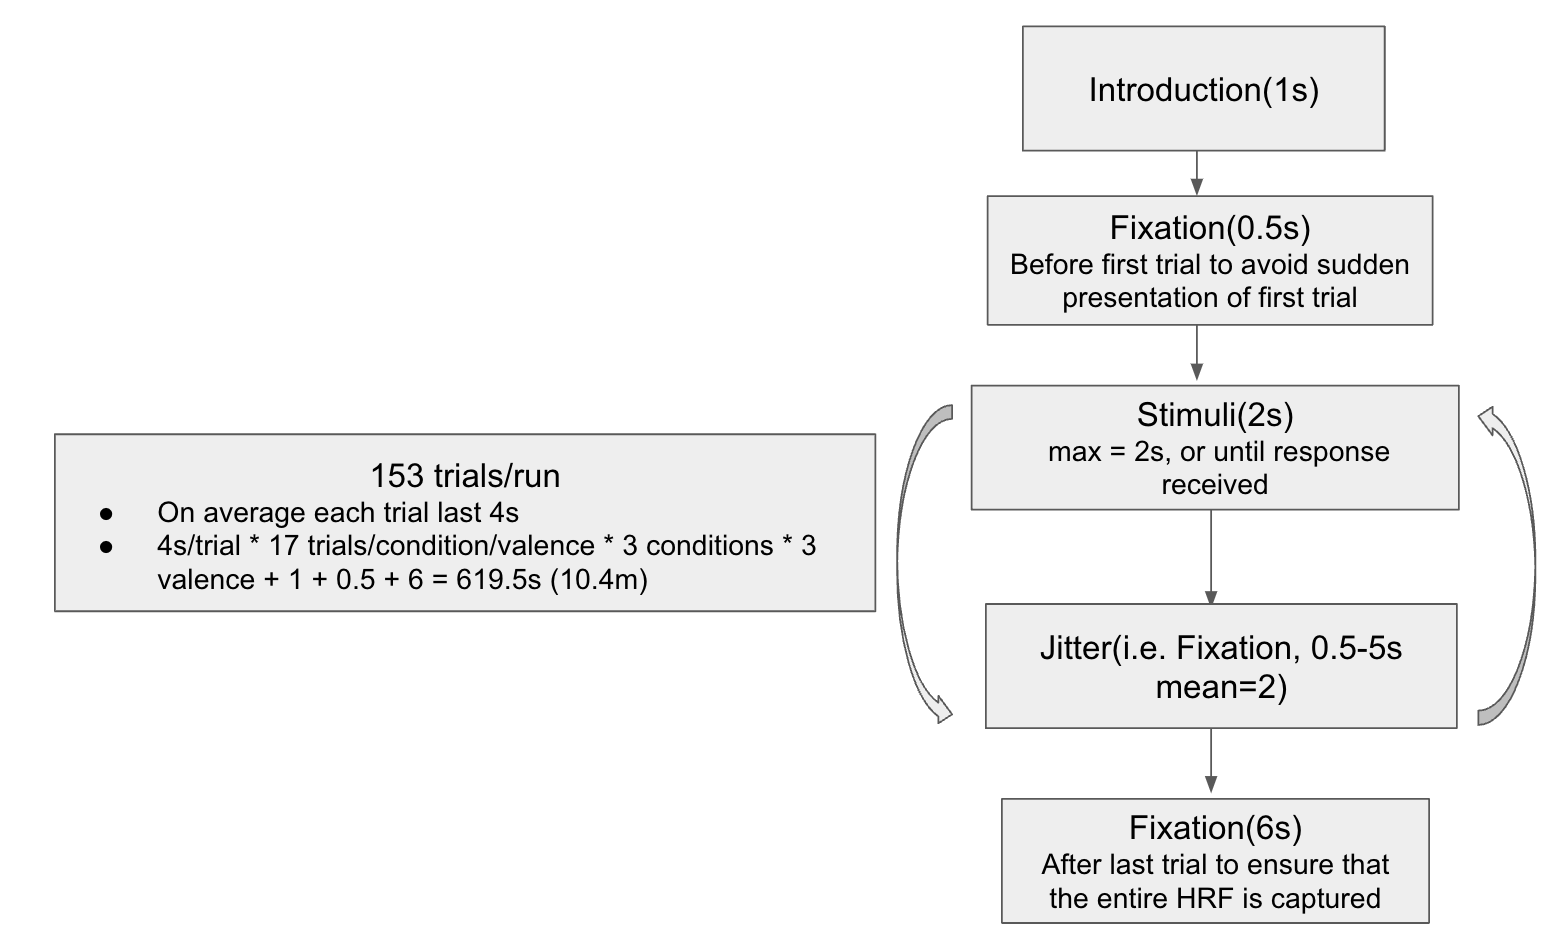 Introduction(1s)
Fixation(0.5s)
Before first trial to avoid sudden
presentation of first trial
Stimuli(2s)
max = 2s, or until response
received
153 trials/run
● On average each trial last 4s
● 4s/trial * 17 trials/condition/valence * 3 conditions * 3
valence + 1 + 0.5 + 6 = 619.5s (10.4m)
Jitter(i.e. Fixation, 0.5-5s
mean=2)
Fixation(6s)
After last trial to ensure that
the entire HRF is captured